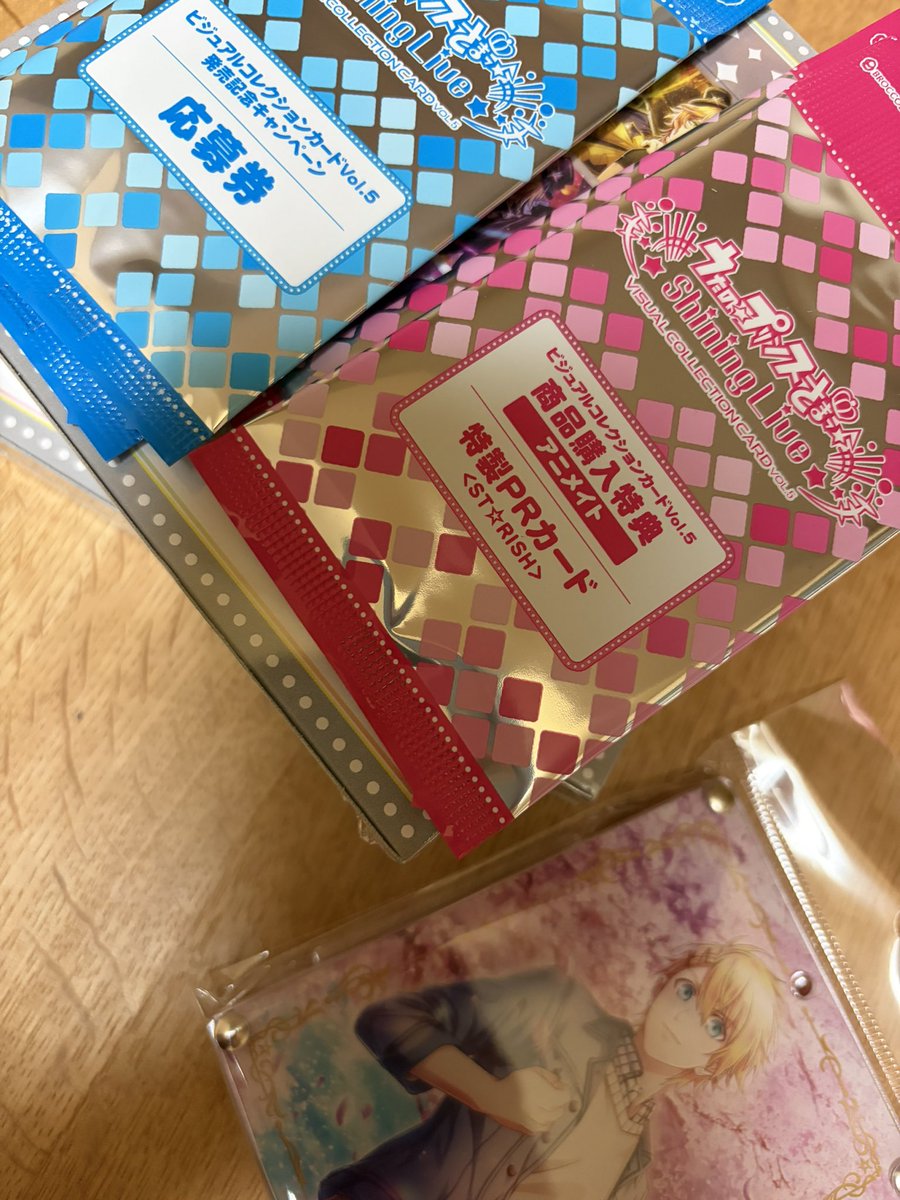 ビジュアルコレクションカードVol.5
発売記念キャンペーン
応募券
Shining Live
VISUAL COLLECTION CARD VOL.5
BROCCO
うたの☆プリンスさまっ♪
Shining Live
VISUAL COLLECTION CARD VOL.5
ビジュアルコレクションカードVol.5
商品購入特典
アニメイト
特製PRカード
<ST☆RISH>